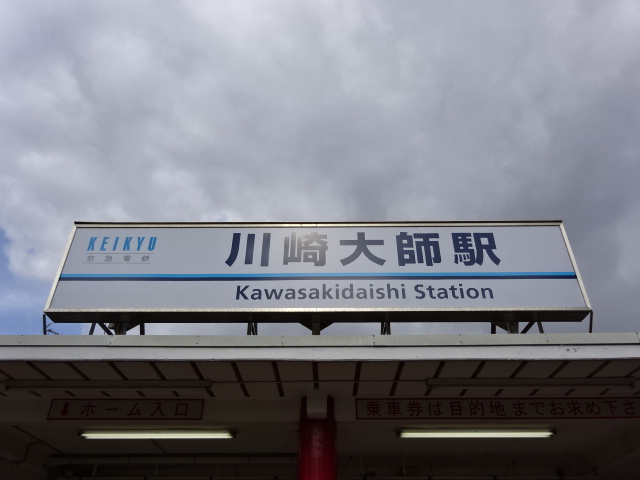 KEIKYU
京急電鉄
川崎大師駅
Kawasakidaishi Station
↓ホーム入口
乗車券は目的地までお求め下さ